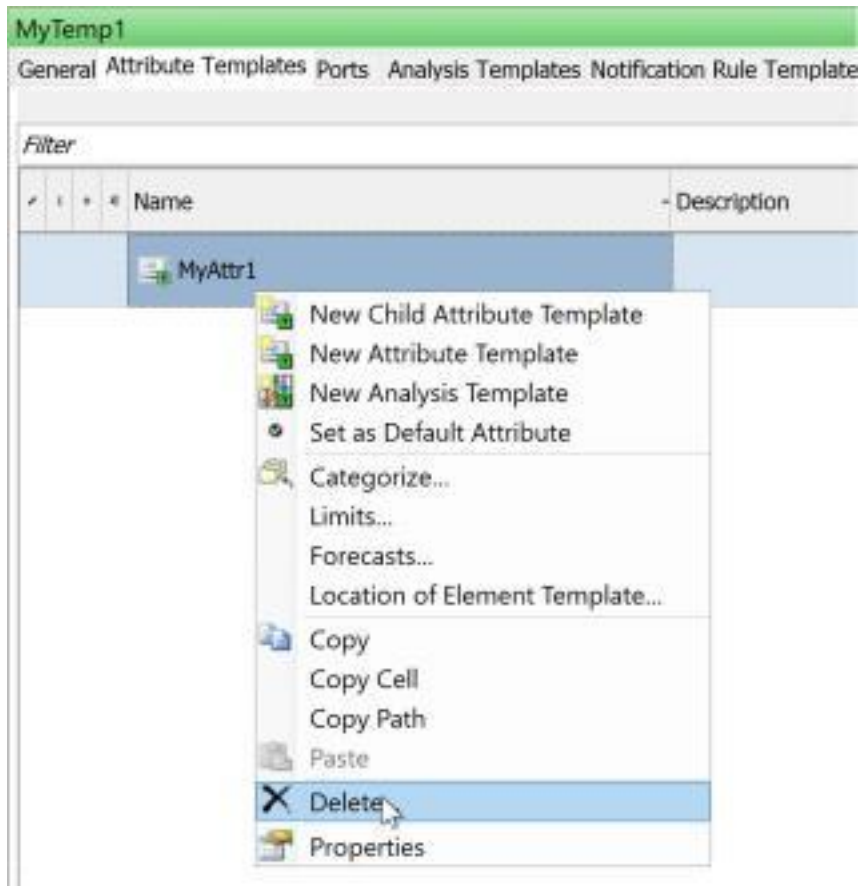 MyTemp1
General Attribute Templates Ports Analysis Templates Notification Rule Template
Filter
Name Description
MyAttr1
New Child Attribute Template
New Attribute Template
New Analysis Template
Set as Default Attribute
Categorize...
Limits...
Forecasts...
Location of Element Template...
Copy
Copy Cell
Copy Path
Paste
Delete
Properties